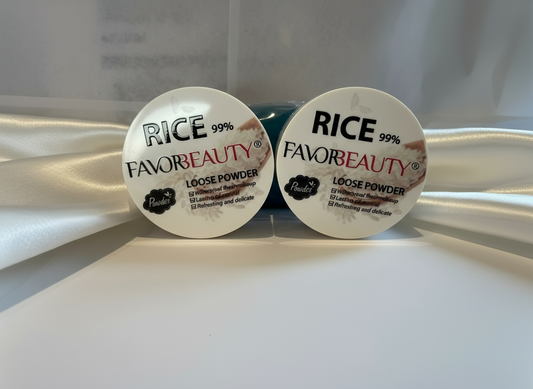 RICE 99%
FAVORBEAUTY®
LOOSE POWDER
Powder
Refreshing and delicate
RICE 99%
FAVORBEAUTY®
LOOSE POWDER
Powder
Refreshing and delicate